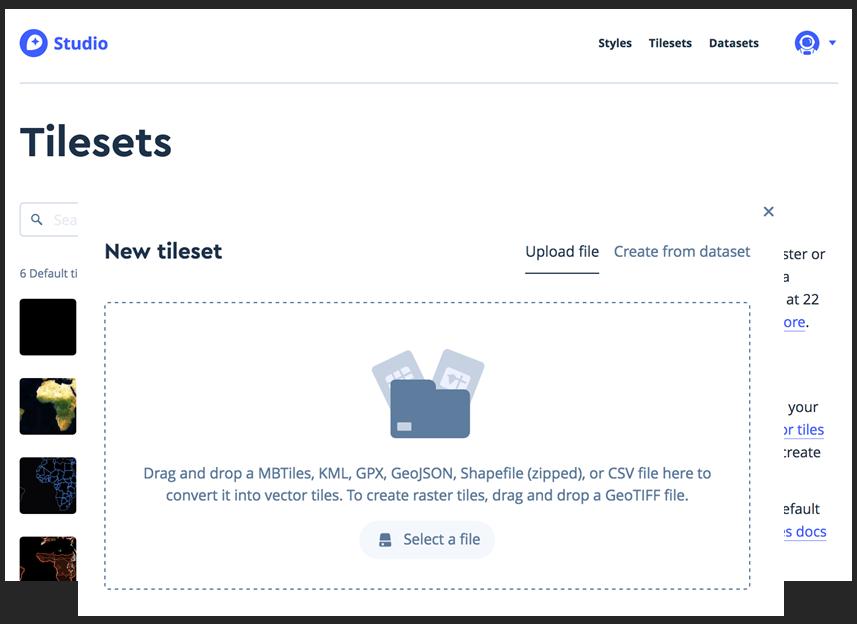 Studio
Styles Tilesets Datasets
Tilesets
Sea
6 Default ti
New tileset
Upload file Create from dataset
Drag and drop a MBTiles, KML, GPX, GeoJSON, Shapefile (zipped), or CSV file here to
convert it into vector tiles. To create raster tiles, drag and drop a GeoTIFF file.
Select a file
ster or
a
at 22
ore.
your
or tiles
create
efault
es docs